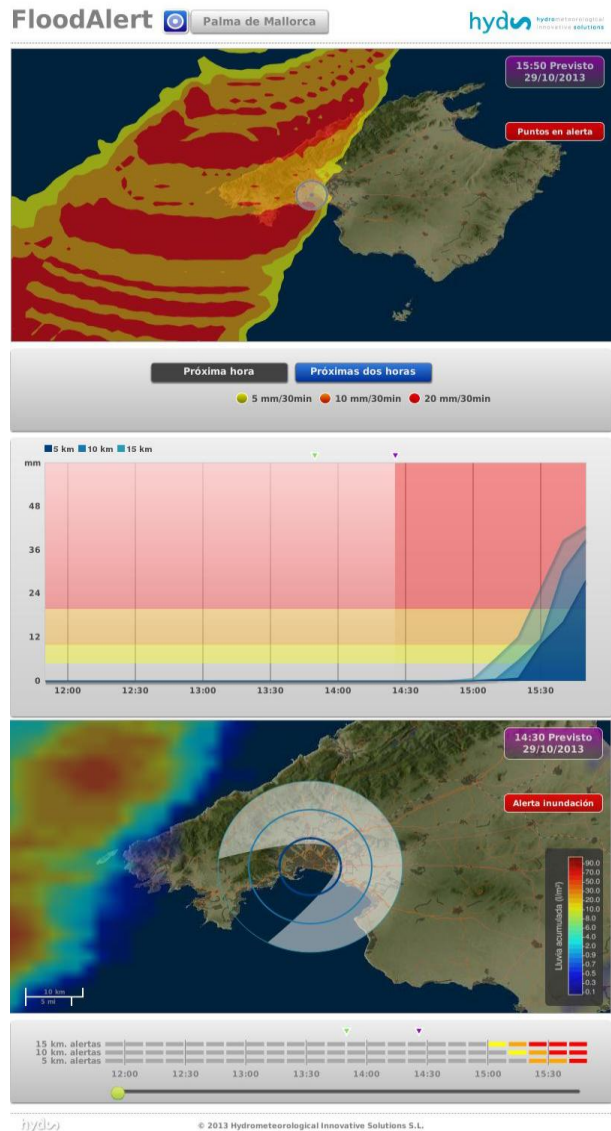 FloodAlert Palma de Mallorca hyds hydrometeorological innovative solutions
15:50 Previsto
29/10/2013
Puntos en alerta
Próxima hora Próximas dos horas
5 mm/30min 10 mm/30min 20 mm/30min
5 km 10 km 15 km
mm
48
36
24
12
0
12:00 12:30 13:00 13:30 14:00 14:30 15:00 15:30
14:30 Previsto
29/10/2013
Alerta inundación
Lluvia acumulada (l/m²)
90.0
70.0
50.0
30.0
20.0
10.0
8.0
6.0
4.0
2.0
0.9
0.7
0.5
0.3
0.1
10 km
5 mi
15 km. alertas
10 km. alertas
5 km. alertas
12:00 12:30 13:00 13:30 14:00 14:30 15:00 15:30
hyds © 2013 Hydrometeorological Innovative Solutions S.L.